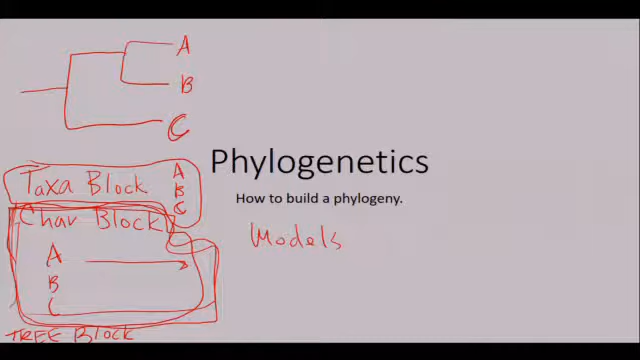 A
B
C
Phylogenetics
How to build a phylogeny.
Taxa Block
A
B
C
Char Block
A
B
C
TREE Block
Models